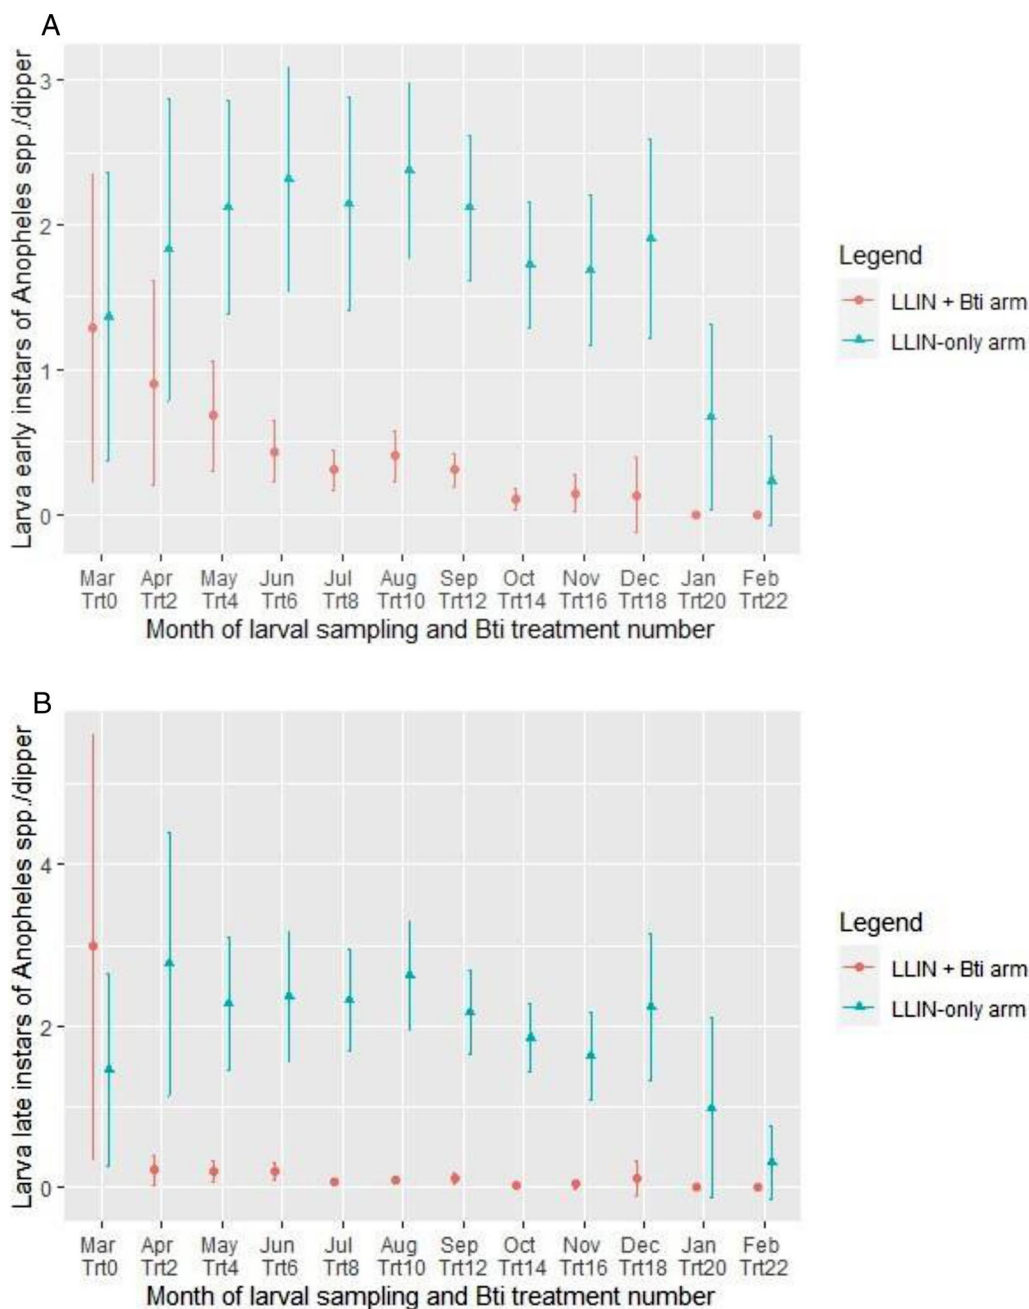 A
Larva early instars of Anopheles spp./dipper
3
2
1
0
Mar Apr May Jun Jul Aug Sep Oct Nov Dec Jan Feb
Trt0 Trt2 Trt4 Trt6 Trt8 Trt10 Trt12 Trt14 Trt16 Trt18 Trt20 Trt22
Month of larval sampling and Bti treatment number
Legend
LLIN + Bti arm
LLIN-only arm
B
Larva late instars of Anopheles spp./dipper
4
2
0
Mar Apr May Jun Jul Aug Sep Oct Nov Dec Jan Feb
Trt0 Trt2 Trt4 Trt6 Trt8 Trt10 Trt12 Trt14 Trt16 Trt18 Trt20 Trt22
Month of larval sampling and Bti treatment number
Legend
LLIN + Bti arm
LLIN-only arm